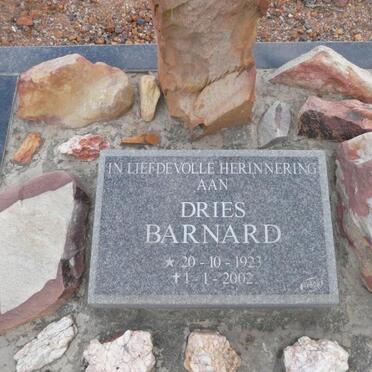 IN LIEFDEVOLLE HERINNERING
AAN
DRIES
BARNARD
★ 20-10-1923
✝ 1-1-2002